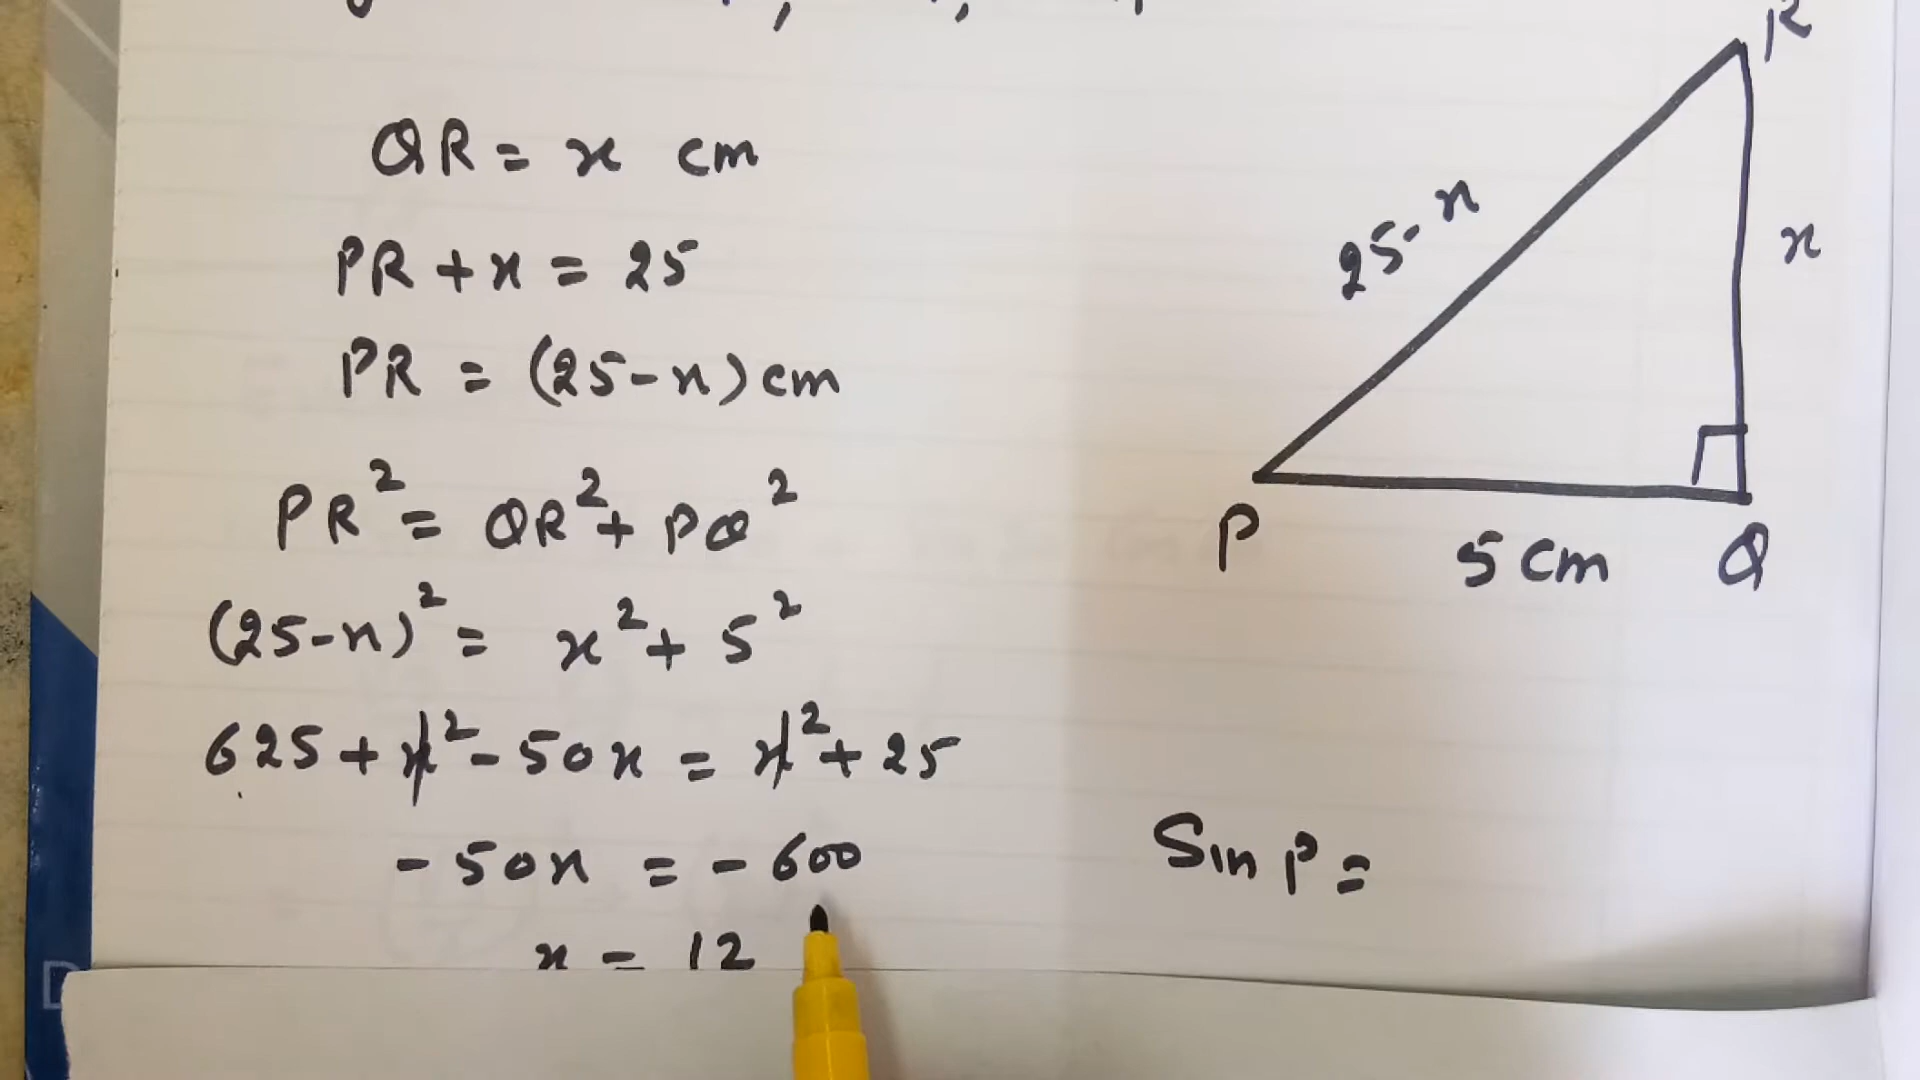 QR = x cm
PR + x = 25
PR = (25-x) cm
PR² = QR² + PQ²
(25-x)² = x² + 5²
625 + x² - 50x = x² + 25
- 50x = - 600
x = 12
R
25-x
x
P
5 cm
Q
Sin P =